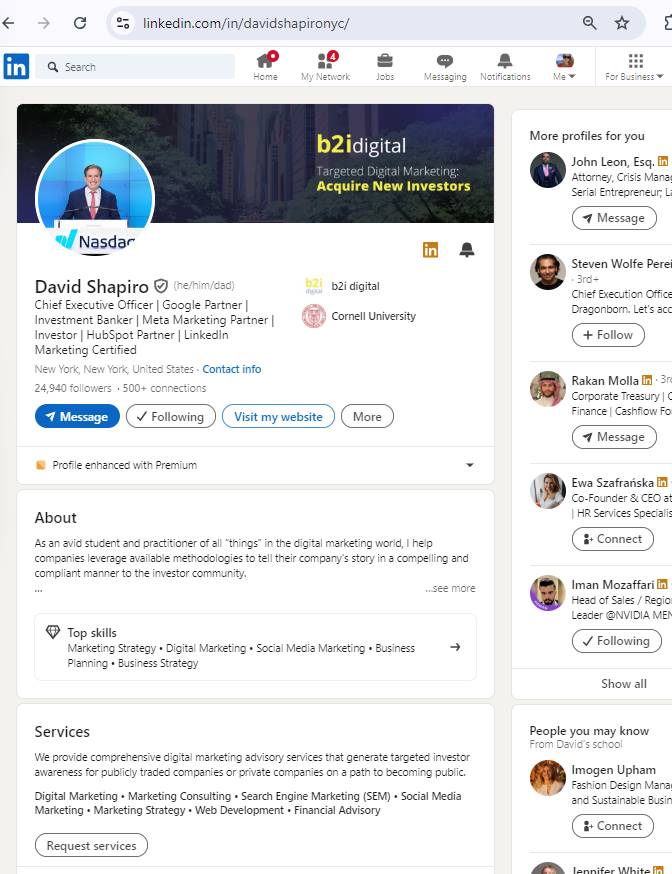 linkedin.com/in/davidshapironyc/
in
Search
Home
4
My Network
Jobs
Messaging
Notifications
Me
For Business
b2idigital
Targeted Digital Marketing:
Acquire New Investors
Nasdaq
in
David Shapiro (he/him/dad)
Chief Executive Officer | Google Partner |
Investment Banker | Meta Marketing Partner |
Investor | HubSpot Partner | LinkedIn
Marketing Certified
b2i
digital
b2i digital
Cornell University
New York, New York, United States · Contact info
24,940 followers · 500+ connections
Message
Following
Visit my website
More
Profile enhanced with Premium
About
As an avid student and practitioner of all "things" in the digital marketing world, I help
companies leverage available methodologies to tell their company's story in a compelling and
compliant manner to the investor community.
...
...see more
Top skills
Marketing Strategy • Digital Marketing • Social Media Marketing • Business
Planning • Business Strategy
Services
We provide comprehensive digital marketing advisory services that generate targeted investor
awareness for publicly traded companies or private companies on a path to becoming public.
Digital Marketing • Marketing Consulting • Search Engine Marketing (SEM) • Social Media
Marketing • Marketing Strategy • Web Development • Financial Advisory
Request services
More profiles for you
John Leon, Esq. in
Attorney, Crisis Manag
Serial Entrepreneur; La
Message
Steven Wolfe Perei
· 3rd+
Chief Execution Office
Dragonborn. Let's acc
Follow
Rakan Molla in · 3rd
Corporate Treasury | C
Finance | Cashflow Fo
Message
Ewa Szafrańska in
Co-Founder & CEO at
| HR Services Specialis
Connect
Iman Mozaffari in
Head of Sales / Regio
Leader @NVIDIA MEN
Following
Show all
People you may know
From David's school
Imogen Upham
Fashion Design Manag
and Sustainable Busin
Connect
Jennifer White in